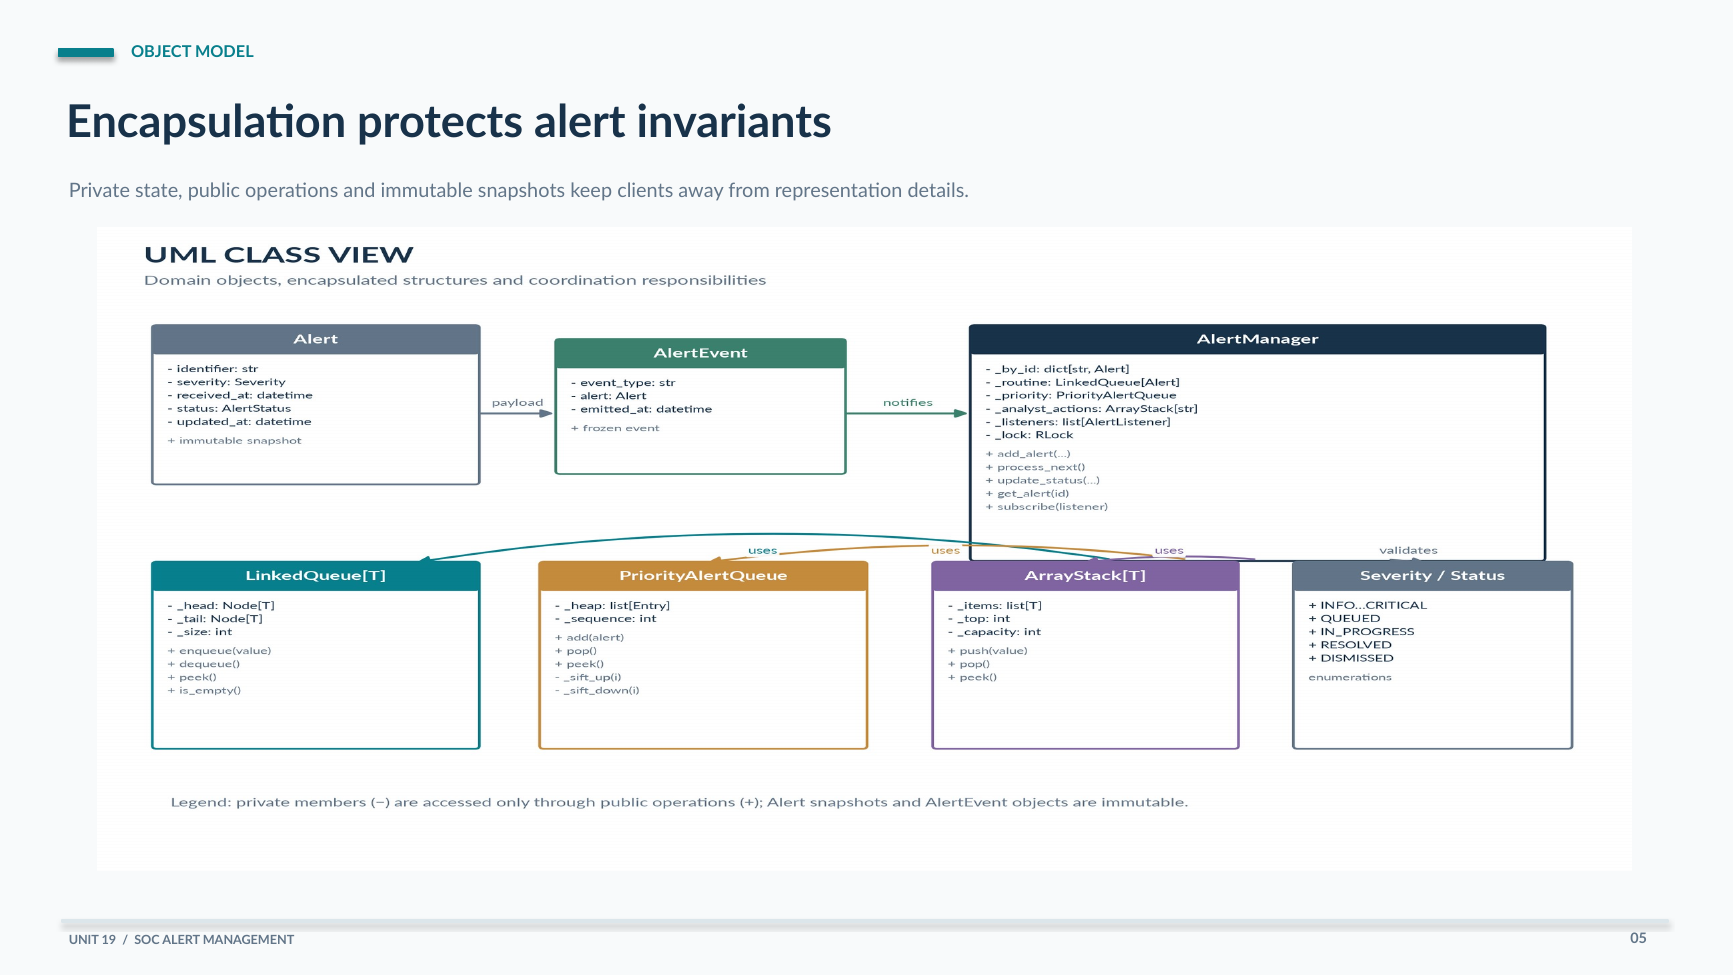 OBJECT MODEL
Encapsulation protects alert invariants
Private state, public operations and immutable snapshots keep clients away from representation details.
UML CLASS VIEW
Domain objects, encapsulated structures and coordination responsibilities
Alert
- identifier: str
- severity: Severity
- received_at: datetime
- status: AlertStatus
- updated_at: datetime
+ immutable snapshot
payload
AlertEvent
- event_type: str
- alert: Alert
- emitted_at: datetime
+ frozen event
notifies
AlertManager
- _by_id: dict[str, Alert]
- _routine: LinkedQueue[Alert]
- _priority: PriorityAlertQueue
- _analyst_actions: ArrayStack[str]
- _listeners: list[AlertListener]
- _lock: RLock
+ add_alert(...)
+ process_next()
+ update_status(...)
+ get_alert(id)
+ subscribe(listener)
uses
uses
uses
validates
LinkedQueue[T]
- _head: Node[T]
- _tail: Node[T]
- _size: int
+ enqueue(value)
+ dequeue()
+ peek()
+ is_empty()
PriorityAlertQueue
- _heap: list[Entry]
- _sequence: int
+ add(alert)
+ pop()
+ peek()
- _sift_up(i)
- _sift_down(i)
ArrayStack[T]
- _items: list[T]
- _top: int
- _capacity: int
+ push(value)
+ pop()
+ peek()
Severity / Status
+ INFO...CRITICAL
+ QUEUED
+ IN_PROGRESS
+ RESOLVED
+ DISMISSED
enumerations
Legend: private members (−) are accessed only through public operations (+); Alert snapshots and AlertEvent objects are immutable.
UNIT 19 / SOC ALERT MANAGEMENT
05